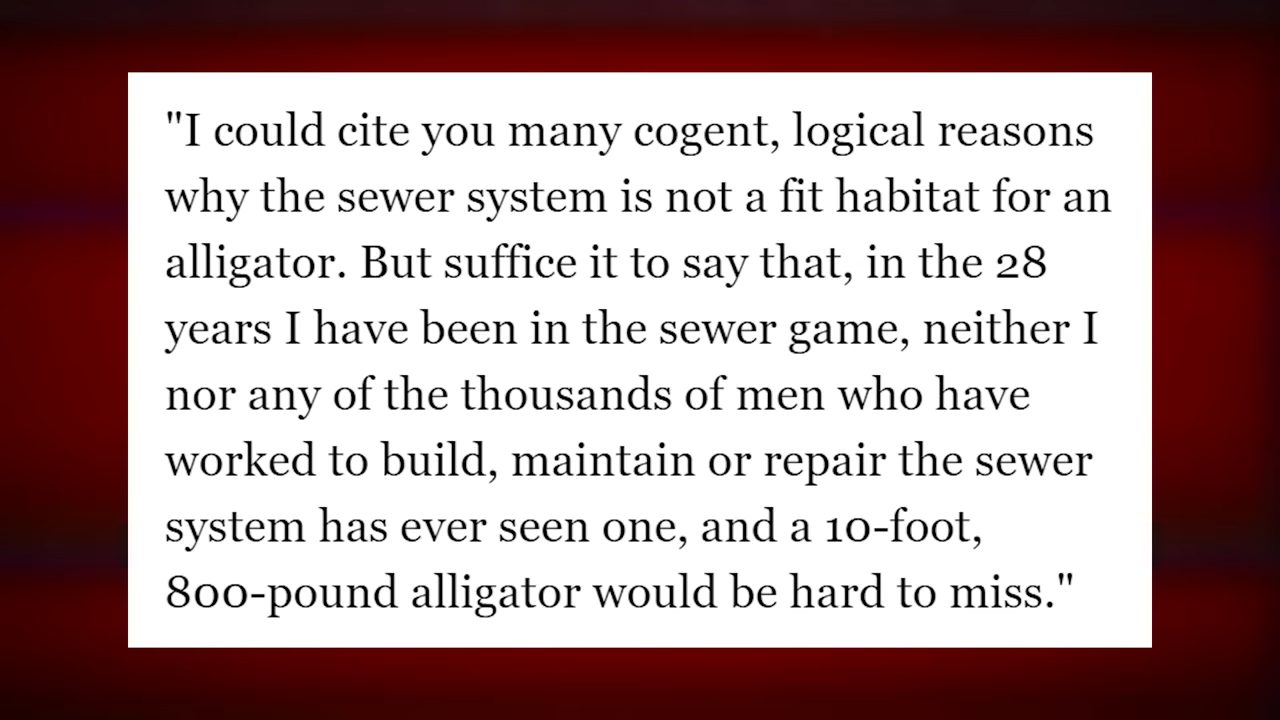 "I could cite you many cogent, logical reasons
why the sewer system is not a fit habitat for an
alligator. But suffice it to say that, in the 28
years I have been in the sewer game, neither I
nor any of the thousands of men who have
worked to build, maintain or repair the sewer
system has ever seen one, and a 10-foot,
800-pound alligator would be hard to miss."